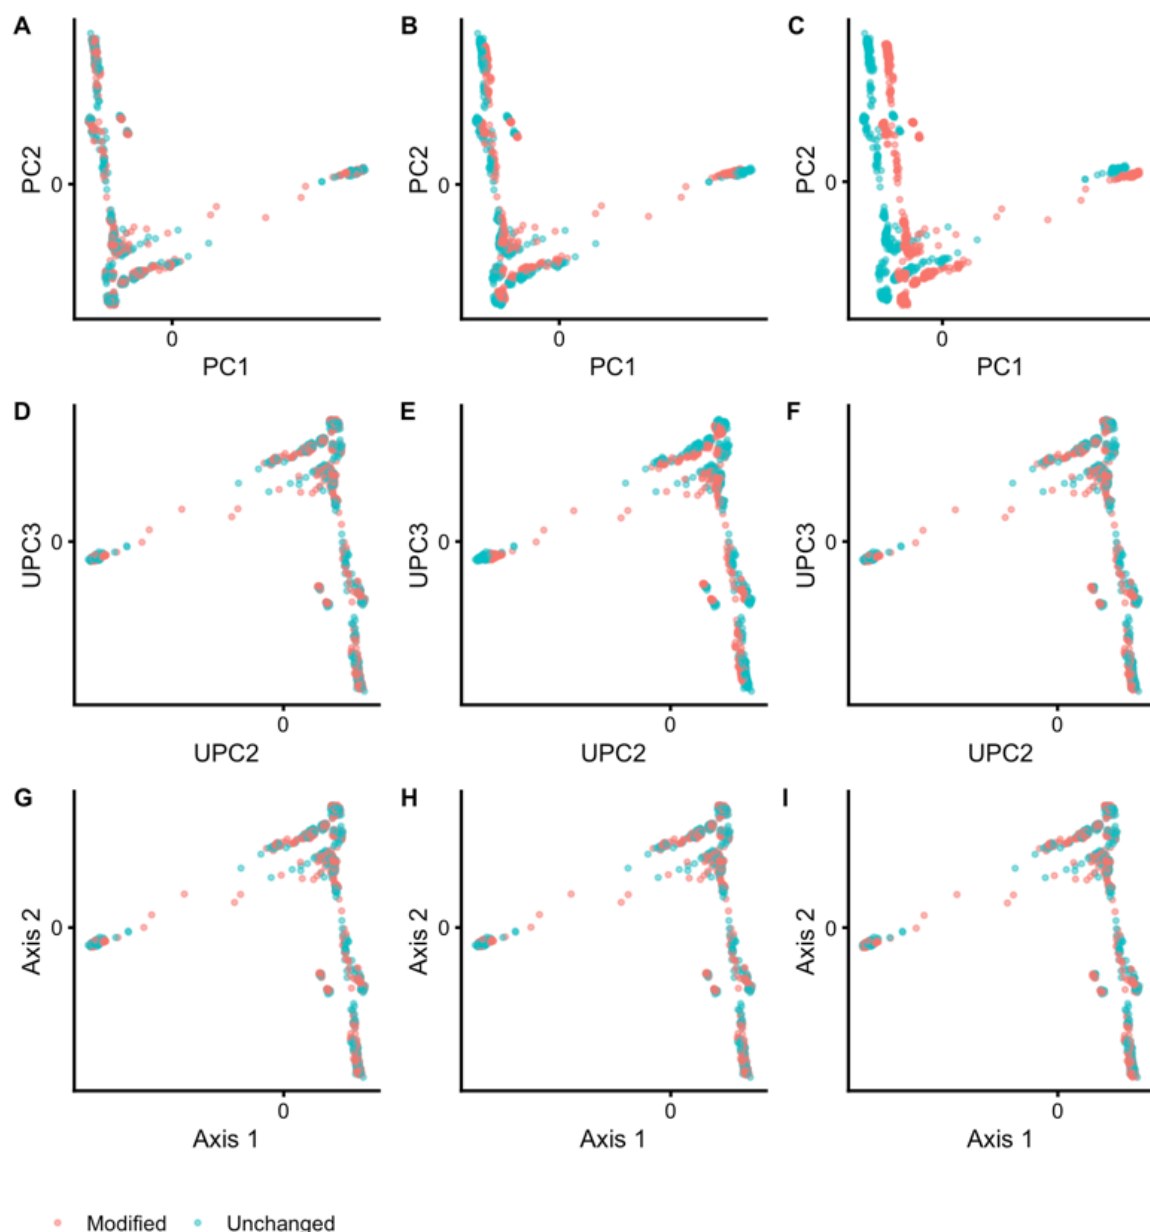 A B C
PC2 PC2 PC2
0 0 0
0 0 0
PC1 PC1 PC1
D E F
UPC3 UPC3 UPC3
0 0 0
0 0 0
UPC2 UPC2 UPC2
G H I
Axis 2 Axis 2 Axis 2
0 0 0
0 0 0
Axis 1 Axis 1 Axis 1
Modified Unchanged